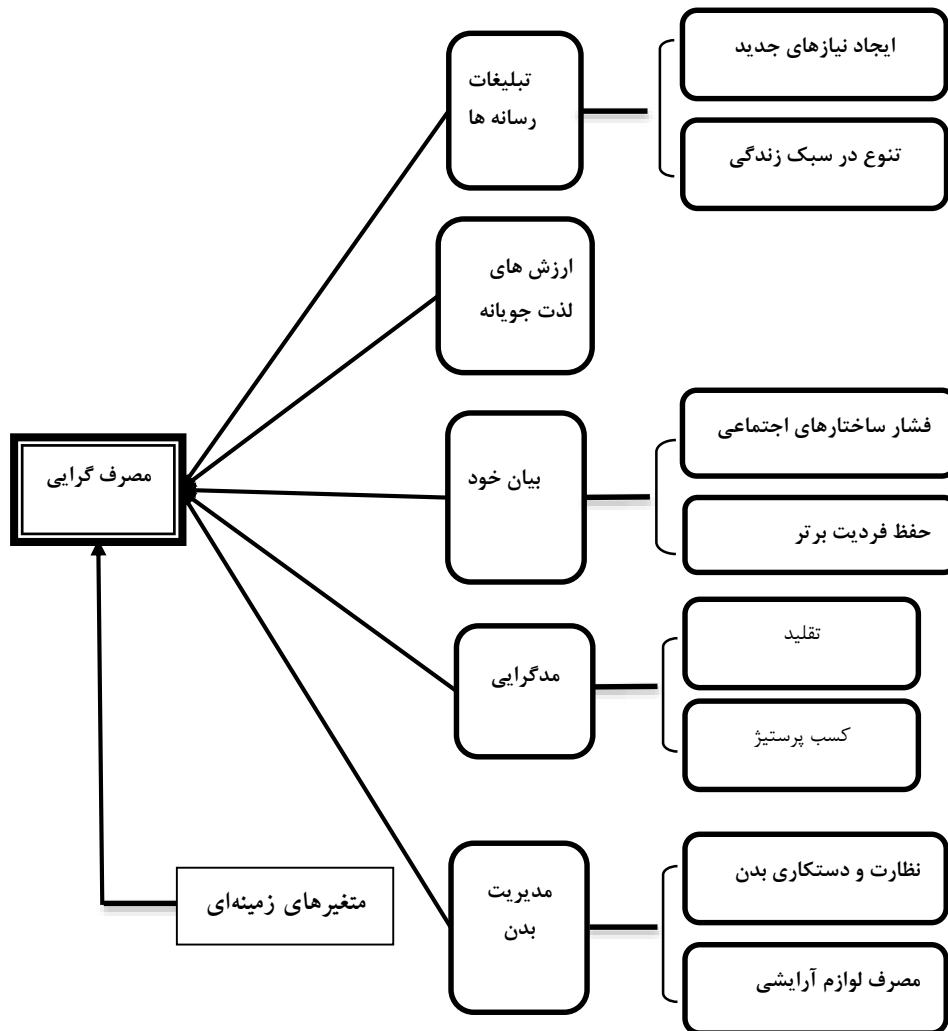 ایجاد نیازهای جدید
تبلیغات
رسانه ها
تنوع در سبک زندگی
ارزش های
لذت جویانه
فشار ساختارهای اجتماعی
مصرف گرایی
بیان خود
حفظ فردیت برتر
تقلید
مدگرایی
کسب پرستیژ
نظارت و دستکاری بدن
متغیرهای زمینه‌ای
مدیریت
بدن
مصرف لوازم آرایشی